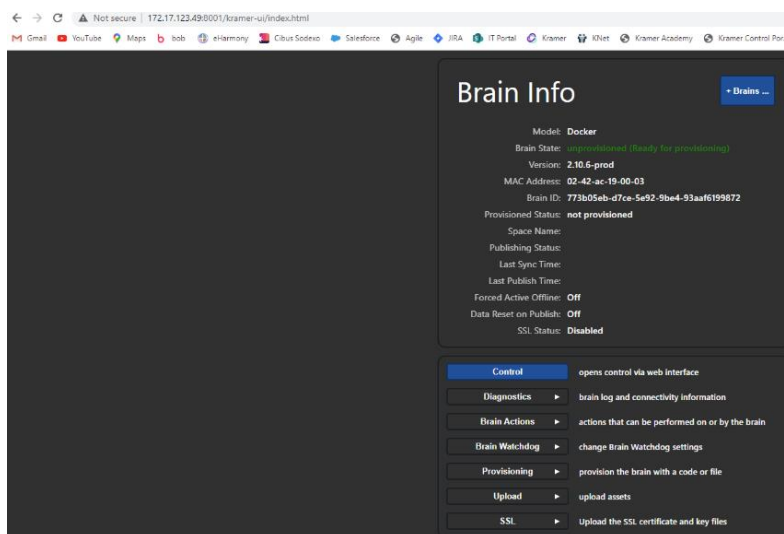 Not secure | 172.17.123.49:8001/kramer-ui/index.html
Gmail YouTube Maps bob eHarmony Cibus Sodexo Salesforce Agile JIRA IT Portal Kramer KNet Kramer Academy Kramer Control Por
Brain Info
+ Brains ...
Model: Docker
Brain State: unprovisioned (Ready for provisioning)
Version: 2.10.6-prod
MAC Address: 02-42-ac-19-00-03
Brain ID: 773b05eb-d7ce-5e92-9be4-93aaf6199872
Provisioned Status: not provisioned
Space Name:
Publishing Status:
Last Sync Time:
Last Publish Time:
Forced Active Offline: Off
Data Reset on Publish: Off
SSL Status: Disabled
Control opens control via web interface
Diagnostics brain log and connectivity information
Brain Actions actions that can be performed on or by the brain
Brain Watchdog change Brain Watchdog settings
Provisioning provision the brain with a code or file
Upload upload assets
SSL Upload the SSL certificate and key files